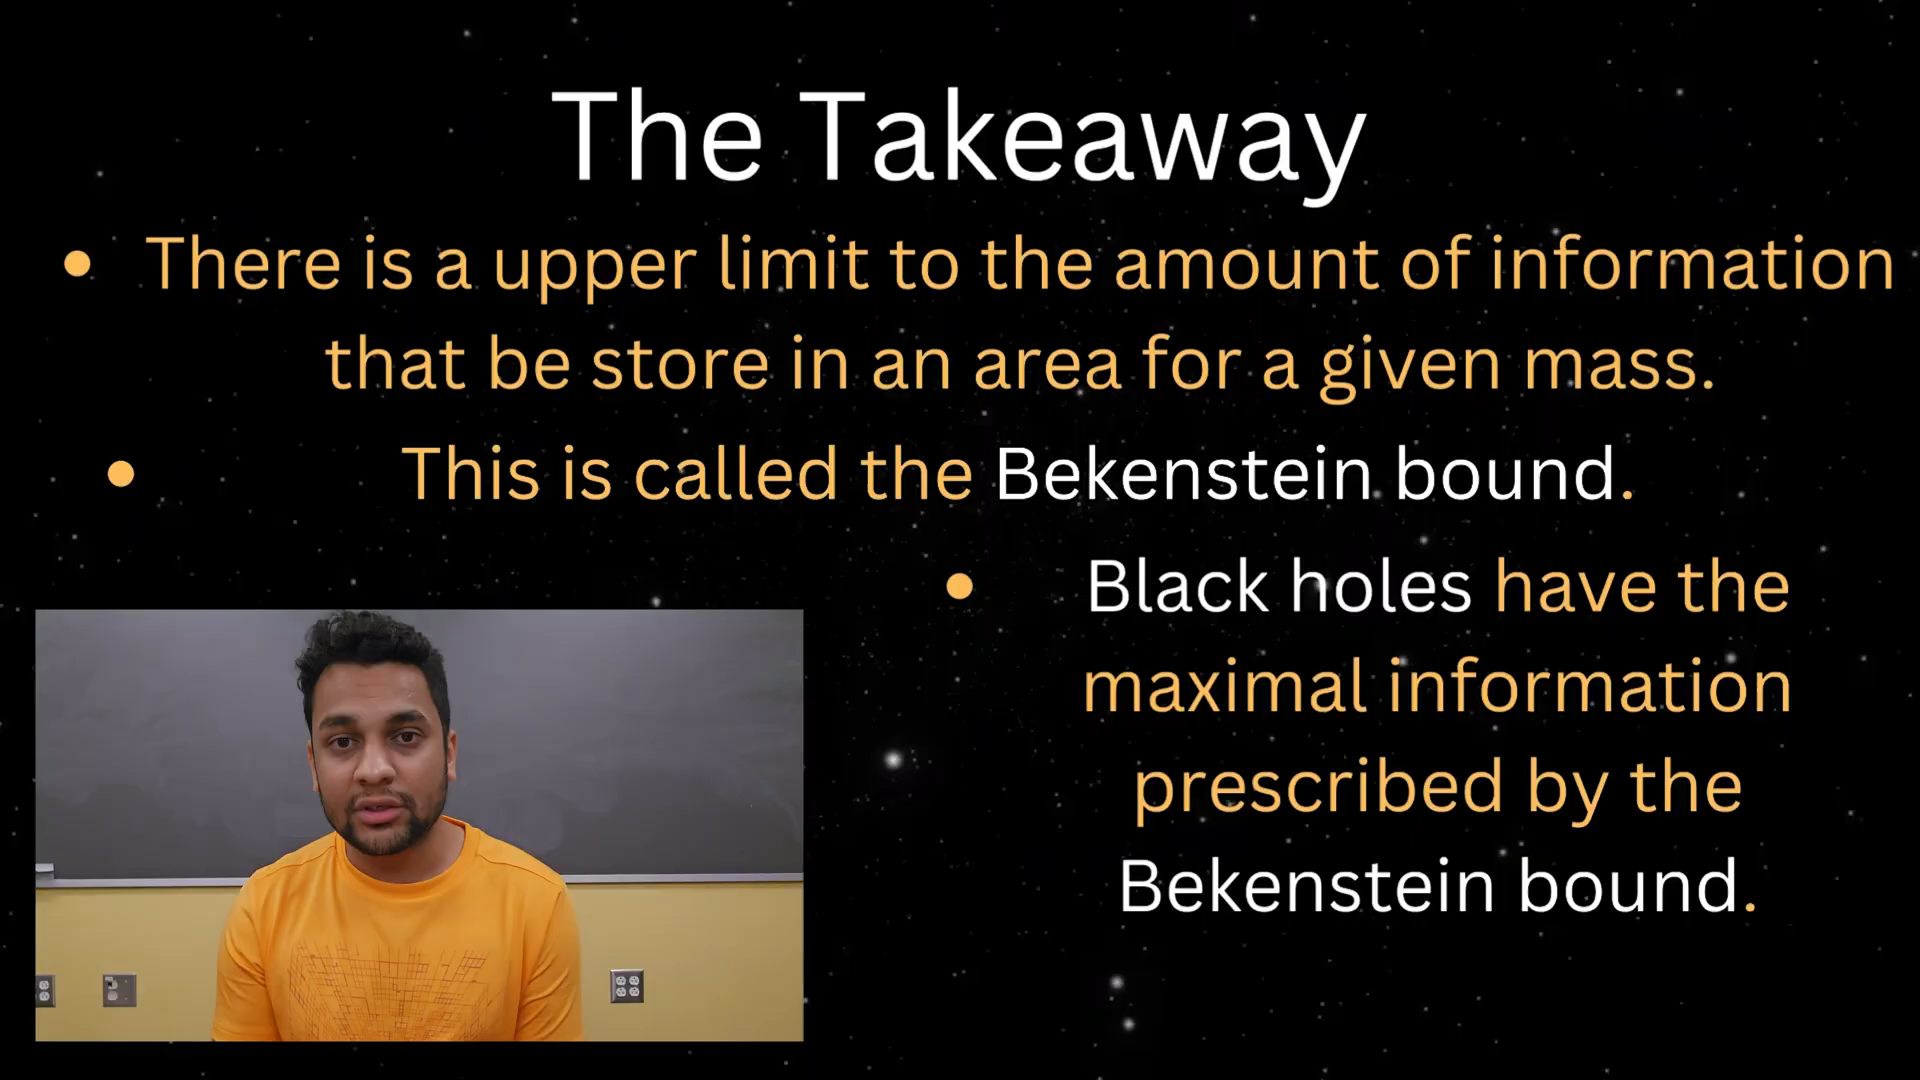 The Takeaway
• There is a upper limit to the amount of information
that be store in an area for a given mass.
• This is called the Bekenstein bound.
• Black holes have the
maximal information
prescribed by the
Bekenstein bound.